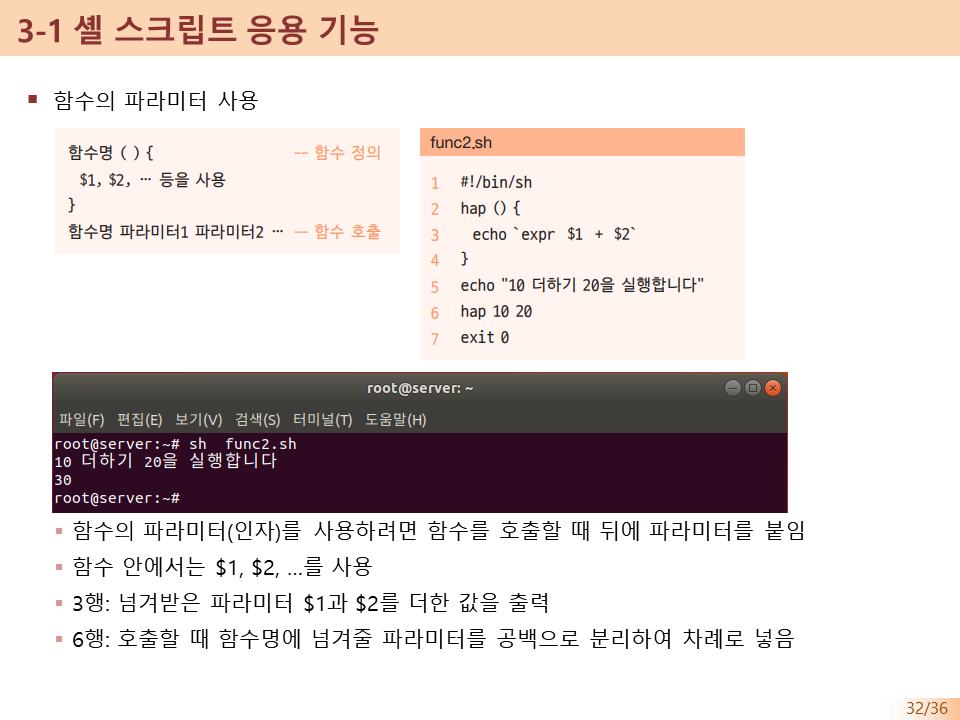 3-1 셸 스크립트 응용 기능
▪ 함수의 파라미터 사용
함수명 ( ) { -- 함수 정의
$1, $2, … 등을 사용
}
함수명 파라미터1 파라미터2 … -- 함수 호출
func2.sh
1 #!/bin/sh
2 hap () {
3 echo `expr $1 + $2`
4 }
5 echo "10 더하기 20을 실행합니다"
6 hap 10 20
7 exit 0
root@server: ~
파일(F) 편집(E) 보기(V) 검색(S) 터미널(T) 도움말(H)
root@server:~# sh func2.sh
10 더하기 20을 실행합니다
30
root@server:~#
▪ 함수의 파라미터(인자)를 사용하려면 함수를 호출할 때 뒤에 파라미터를 붙임
▪ 함수 안에서는 $1, $2, …를 사용
▪ 3행: 넘겨받은 파라미터 $1과 $2를 더한 값을 출력
▪ 6행: 호출할 때 함수명에 넘겨줄 파라미터를 공백으로 분리하여 차례로 넣음
32/36